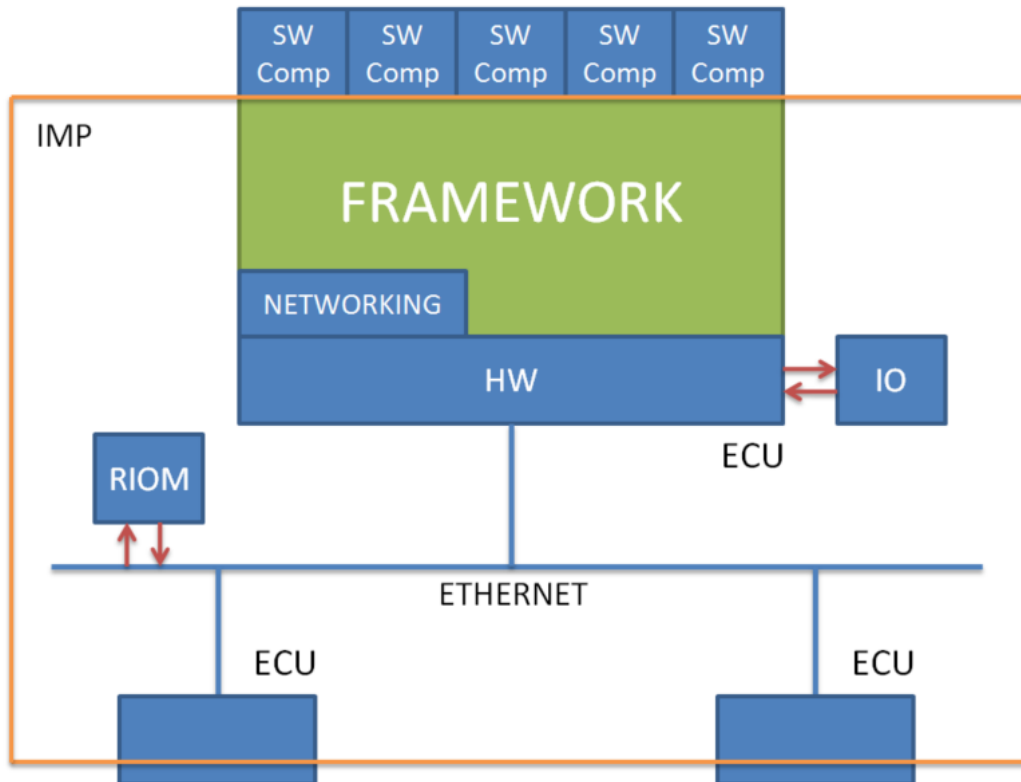 SW SW SW SW SW
Comp Comp Comp Comp Comp
IMP
FRAMEWORK
NETWORKING
HW
IO
ECU
RIOM
ETHERNET
ECU
ECU